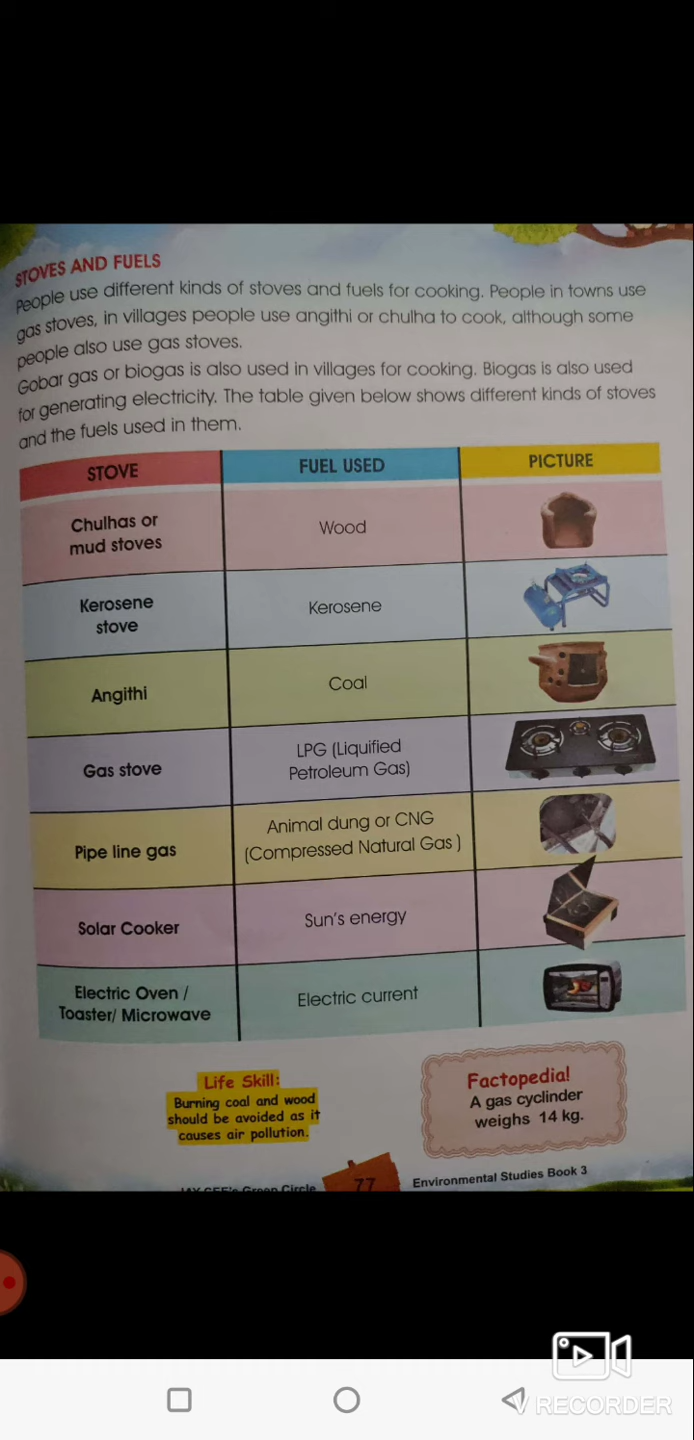 STOVES AND FUELS
People use different kinds of stoves and fuels for cooking. People in towns use
gas stoves, in villages people use angithi or chulha to cook, although some
people also use gas stoves.
Gobar gas or biogas is also used in villages for cooking. Biogas is also used
for generating electricity. The table given below shows different kinds of stoves
and the fuels used in them.
STOVE FUEL USED PICTURE
Chulhas or
mud stoves
Wood
Kerosene
stove
Kerosene
Angithi
Coal
Gas stove
LPG (Liquified
Petroleum Gas)
Pipe line gas
Animal dung or CNG
(Compressed Natural Gas )
Solar Cooker
Sun's energy
Electric Oven /
Toaster/ Microwave
Electric current
Life Skill:
Burning coal and wood
should be avoided as it
causes air pollution.
Factopedia!
A gas cyclinder
weighs 14 kg.
JAY CEE's Green Circle
77
Environmental Studies Book 3
V RECORDER